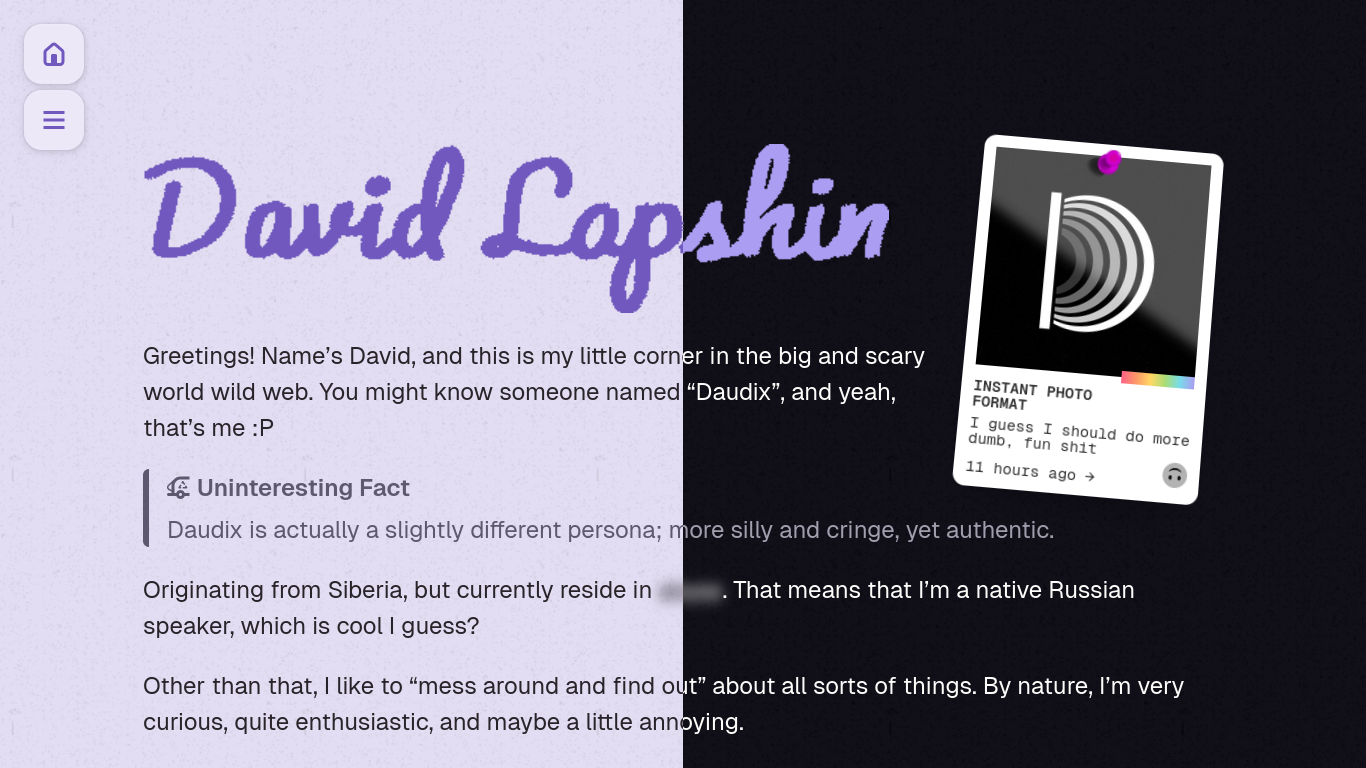 David Lapshin
Greetings! Name’s David, and this is my little corner in the big and scary
world wild web. You might know someone named “Daudix”, and yeah,
that’s me :P
Uninteresting Fact
Daudix is actually a slightly different persona; more silly and cringe, yet authentic.
Originating from Siberia, but currently reside in . That means that I’m a native Russian
speaker, which is cool I guess?
Other than that, I like to “mess around and find out” about all sorts of things. By nature, I’m very
curious, quite enthusiastic, and maybe a little annoying.
INSTANT PHOTO
FORMAT
I guess I should do more
dumb, fun shit
11 hours ago →